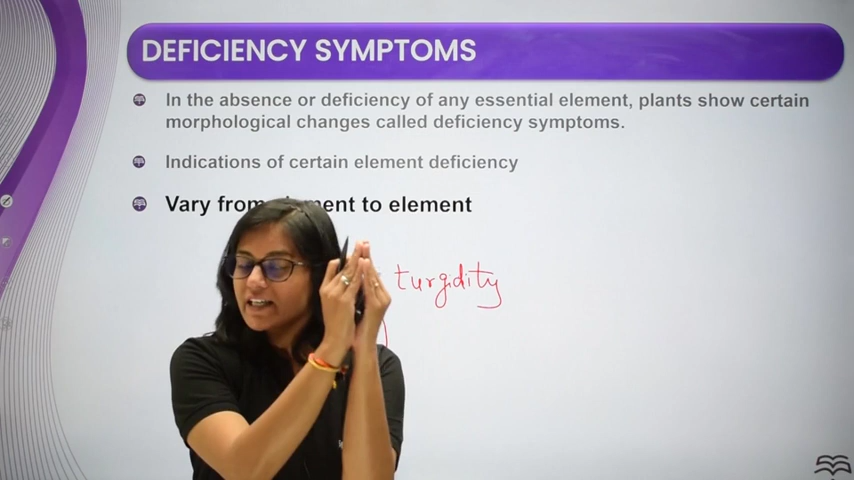 DEFICIENCY SYMPTOMS
In the absence or deficiency of any essential element, plants show certain
morphological changes called deficiency symptoms.
Indications of certain element deficiency
Vary from element to element
turgidity